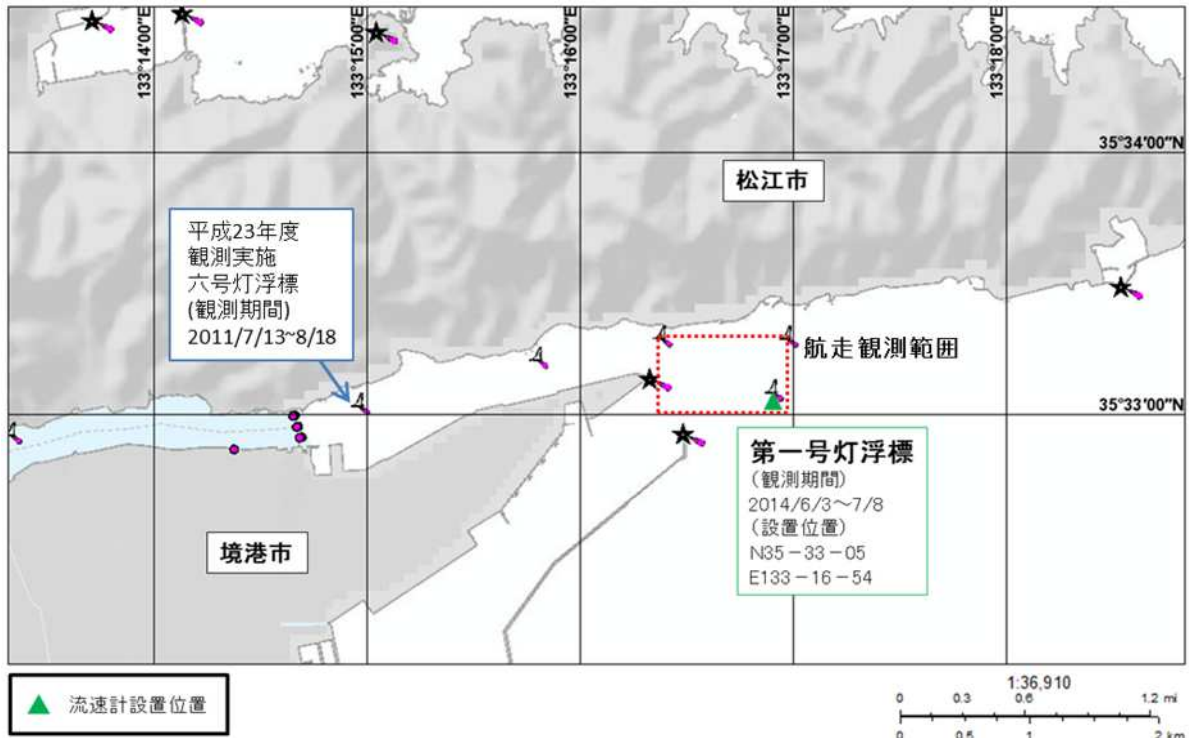 133°14'00"E
133°15'00"E
133°16'00"E
133°17'00"E
133°18'00"E
35°34'00"N
松江市
平成23年度
観測実施
六号灯浮標
(観測期間)
2011/7/13~8/18
航走観測範囲
35°33'00"N
第一号灯浮標
(観測期間)
2014/6/3～7/8
(設置位置)
N35－33－05
E133－16－54
境港市
流速計設置位置
1:36,910
0 0.3 0.6 1.2 mi
0 0.5 1 2 km